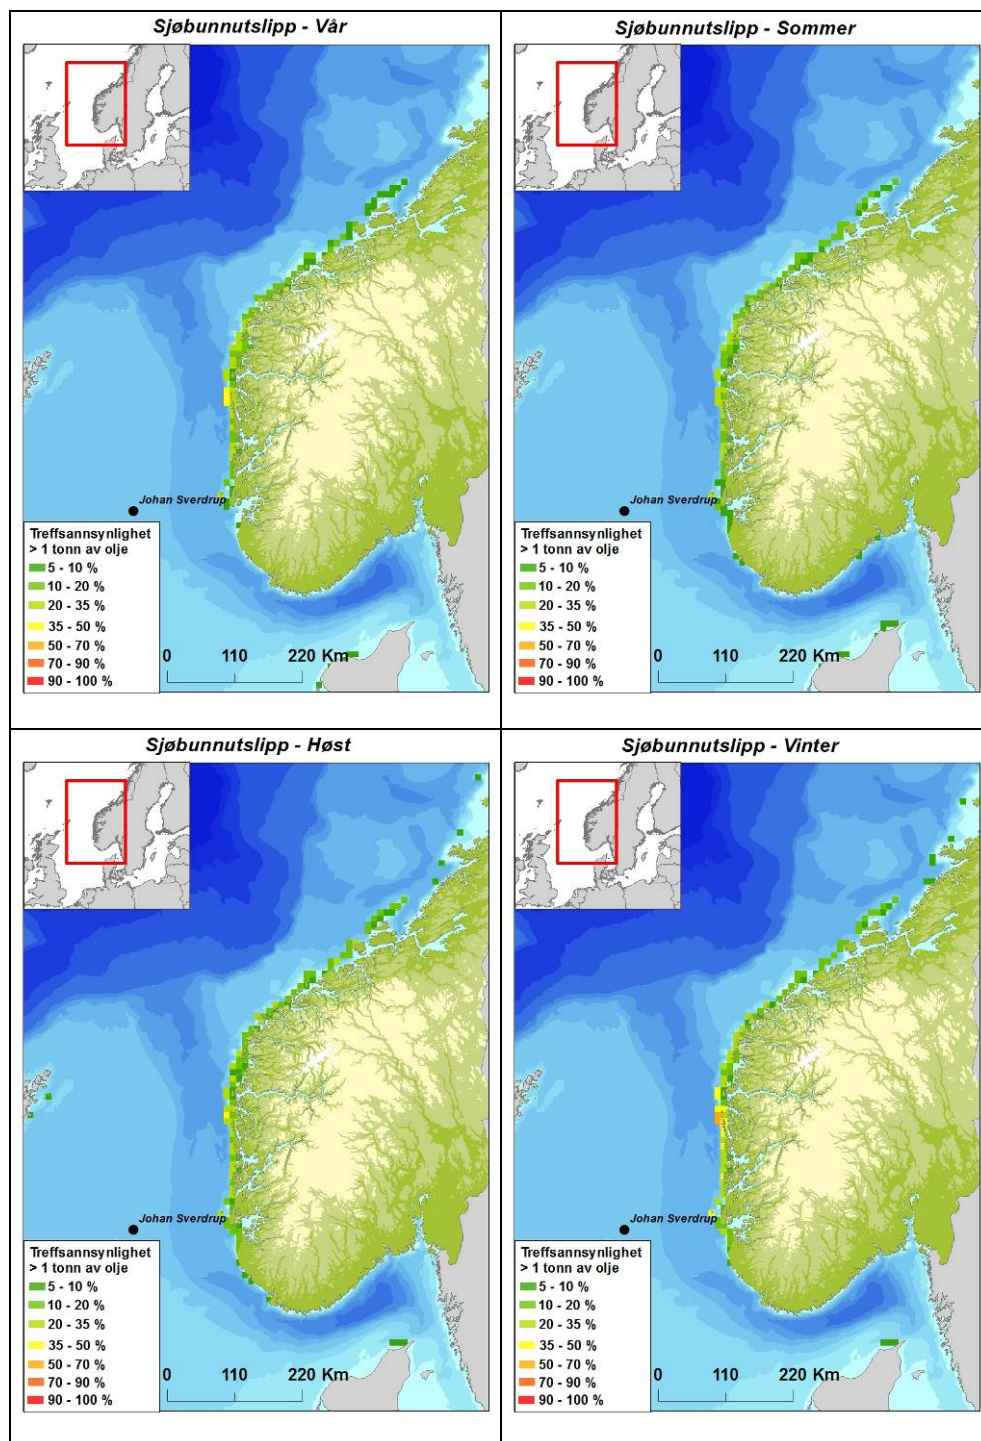 Sjøbunnutslipp - Vår
Johan Sverdrup
Treffsannsynlighet
> 1 tonn av olje
5 - 10 %
10 - 20 %
20 - 35 %
35 - 50 %
50 - 70 %
70 - 90 %
90 - 100 %
0 110 220 Km
Sjøbunnutslipp - Sommer
Johan Sverdrup
Treffsannsynlighet
> 1 tonn av olje
5 - 10 %
10 - 20 %
20 - 35 %
35 - 50 %
50 - 70 %
70 - 90 %
90 - 100 %
0 110 220 Km
Sjøbunnutslipp - Høst
Johan Sverdrup
Treffsannsynlighet
> 1 tonn av olje
5 - 10 %
10 - 20 %
20 - 35 %
35 - 50 %
50 - 70 %
70 - 90 %
90 - 100 %
0 110 220 Km
Sjøbunnutslipp - Vinter
Johan Sverdrup
Treffsannsynlighet
> 1 tonn av olje
5 - 10 %
10 - 20 %
20 - 35 %
35 - 50 %
50 - 70 %
70 - 90 %
90 - 100 %
0 110 220 Km